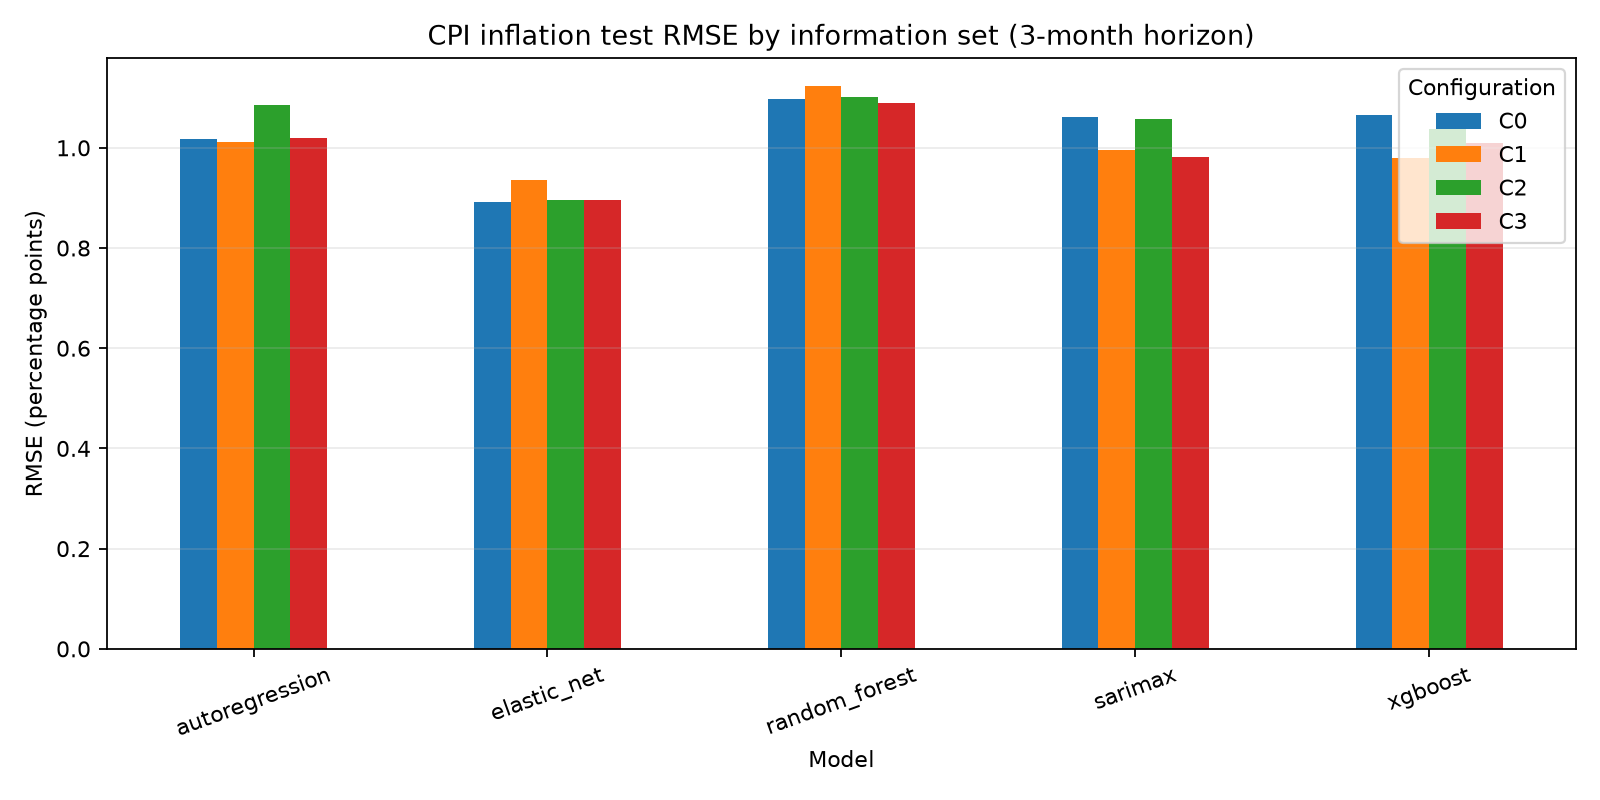 CPI inflation test RMSE by information set (3-month horizon)
Configuration
C0
C1
C2
C3
RMSE (percentage points)
1.0
0.8
0.6
0.4
0.2
0.0
autoregression
elastic_net
random_forest
sarimax
xgboost
Model